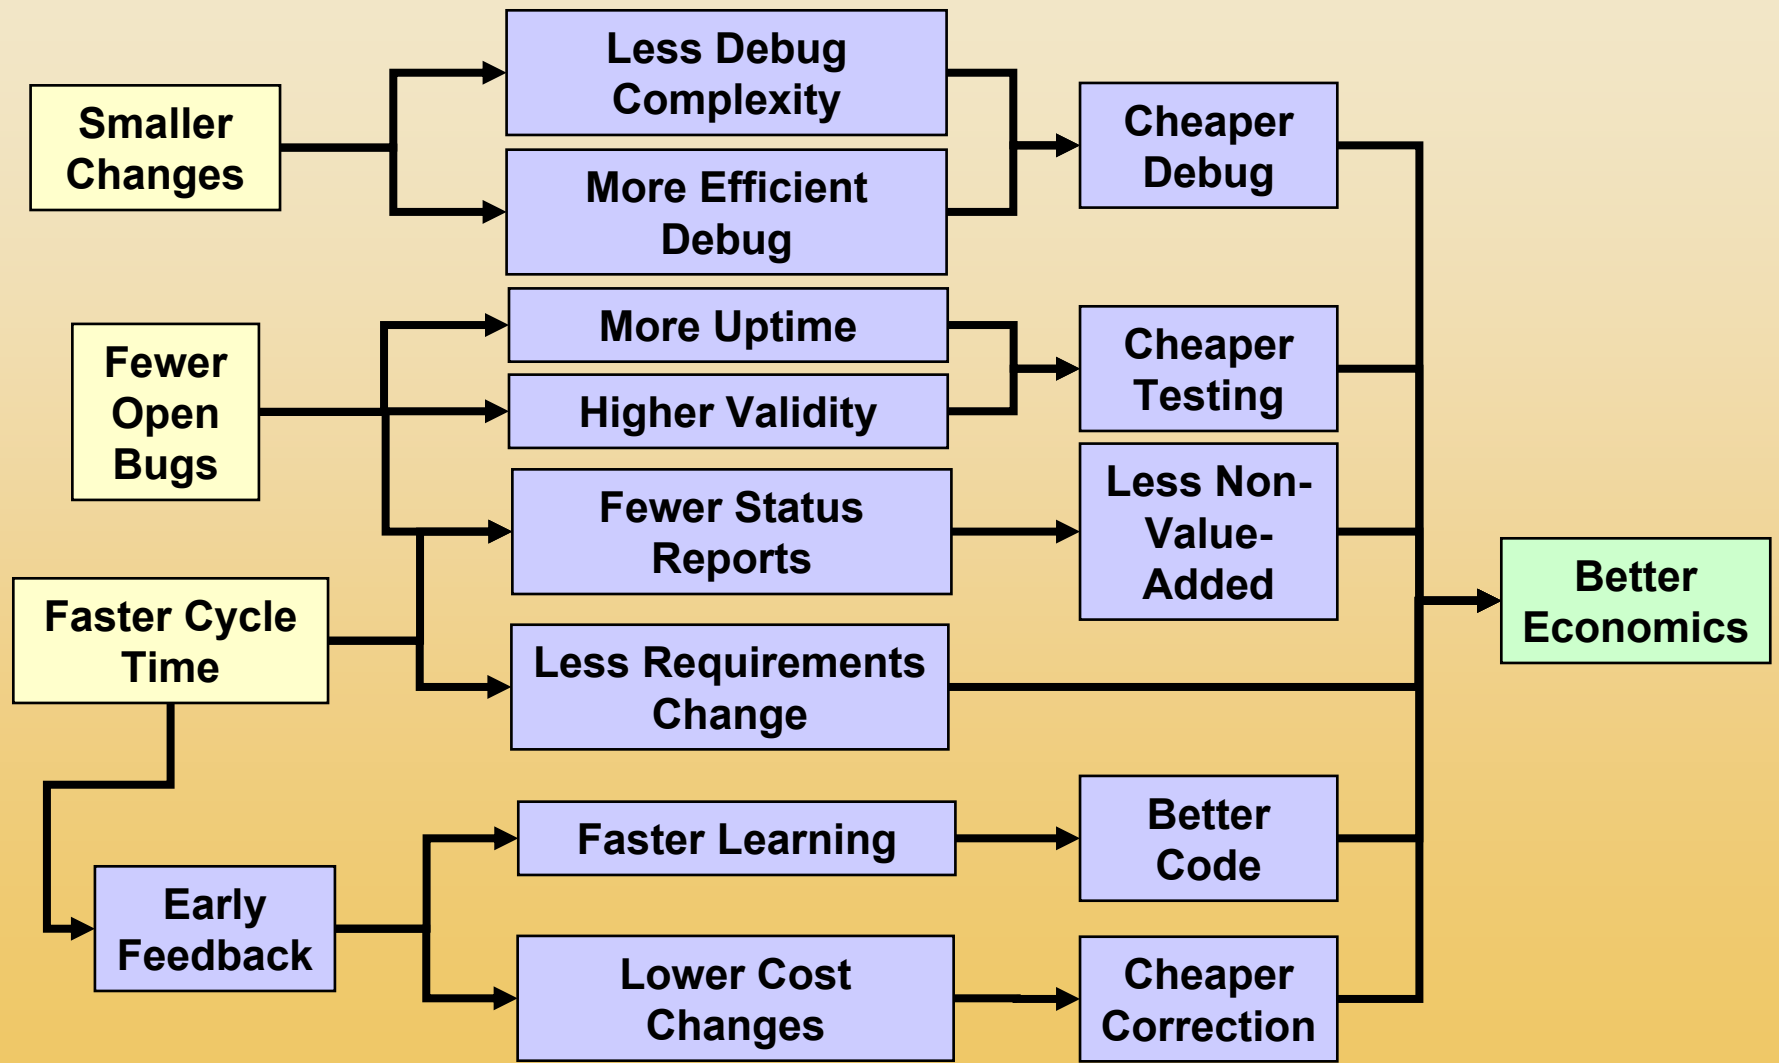 Less Debug
Complexity
Smaller
Changes
Cheaper
Debug
More Efficient
Debug
More Uptime
Fewer
Open
Bugs
Cheaper
Testing
Higher Validity
Fewer Status
Reports
Less Non-
Value-
Added
Better
Economics
Faster Cycle
Time
Less Requirements
Change
Faster Learning
Better
Code
Early
Feedback
Lower Cost
Changes
Cheaper
Correction